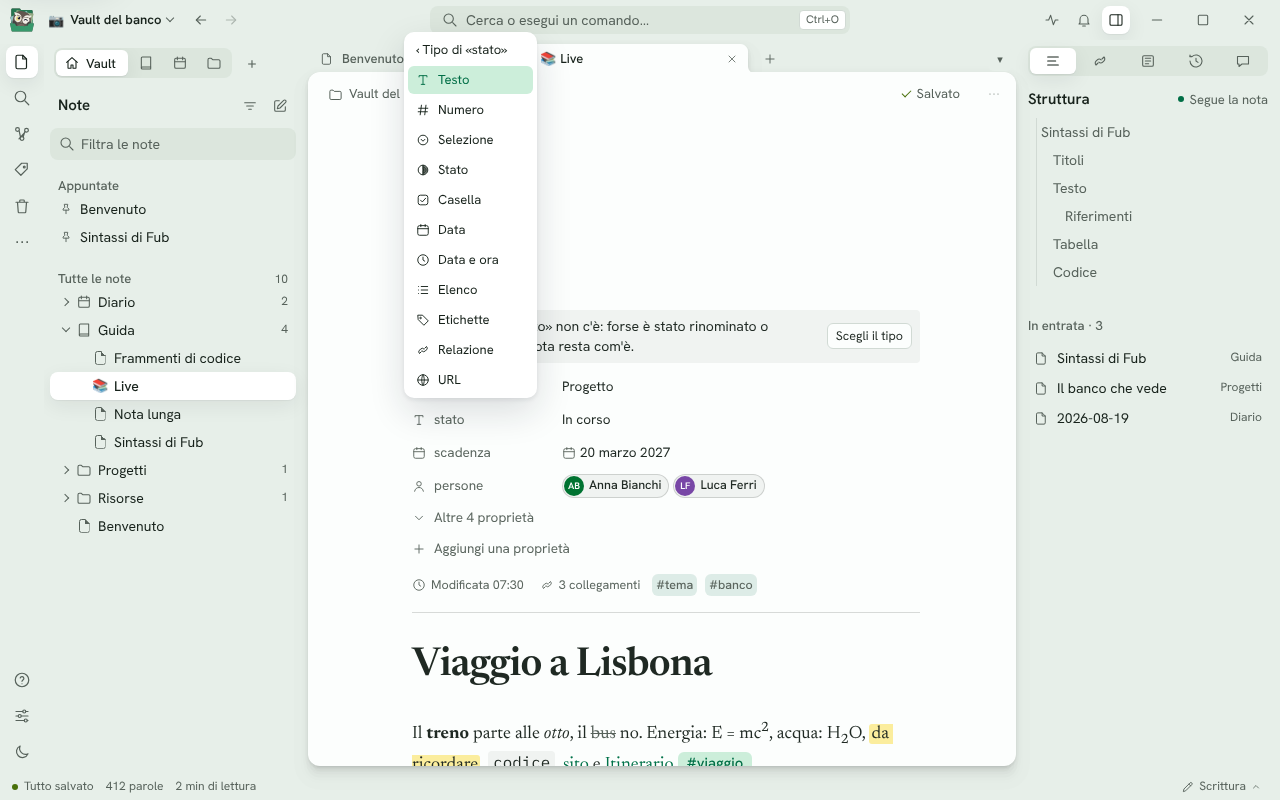 Vault del banco
Cerca o esegui un comando…
Ctrl+O
Vault
Benvenuto
Live
Note
Filtra le note
Appuntate
Benvenuto
Sintassi di Fub
Tutte le note 10
Diario 2
Guida 4
Frammenti di codice
Live
Nota lunga
Sintassi di Fub
Progetti 1
Risorse 1
Benvenuto
‹ Tipo di «stato»
Testo
Numero
Selezione
Stato
Casella
Data
Data e ora
Elenco
Etichette
Relazione
URL
Vault del
Salvato
non c'è: forse è stato rinominato o
resta com'è.
Scegli il tipo
Progetto
stato In corso
scadenza 20 marzo 2027
persone AB Anna Bianchi LF Luca Ferri
Altre 4 proprietà
Aggiungi una proprietà
Modificata 07:30 3 collegamenti #tema #banco
Viaggio a Lisbona
Il treno parte alle otto, il bus no. Energia: E = mc², acqua: H₂O, da
ricordare codice sito e Itinerario #viaggio
Struttura
Segue la nota
Sintassi di Fub
Titoli
Testo
Riferimenti
Tabella
Codice
In entrata · 3
Sintassi di Fub Guida
Il banco che vede Progetti
2026-08-19 Diario
Tutto salvato 412 parole 2 min di lettura
Scrittura